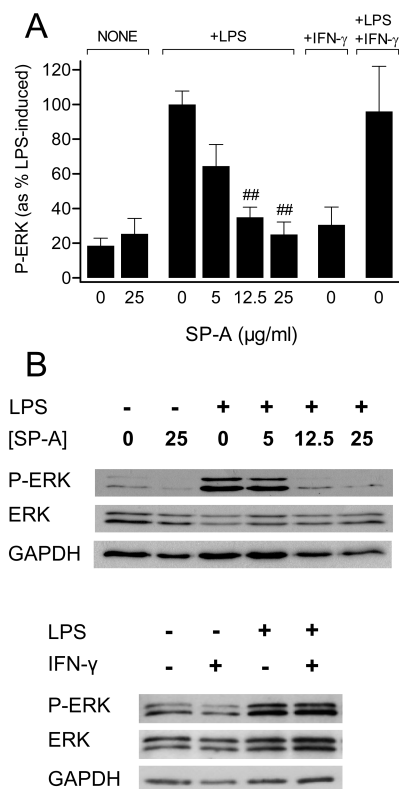 A
NONE
+LPS
+IFN-γ
+LPS
+IFN-γ
P-ERK (as % LPS-induced)
120
100
80
60
40
20
0
##
##
0 25 0 5 12.5 25 0 0
SP-A (µg/ml)
B
LPS - - + + + +
[SP-A] 0 25 0 5 12.5 25
P-ERK
ERK
GAPDH
LPS - - + +
IFN-γ - + - +
P-ERK
ERK
GAPDH